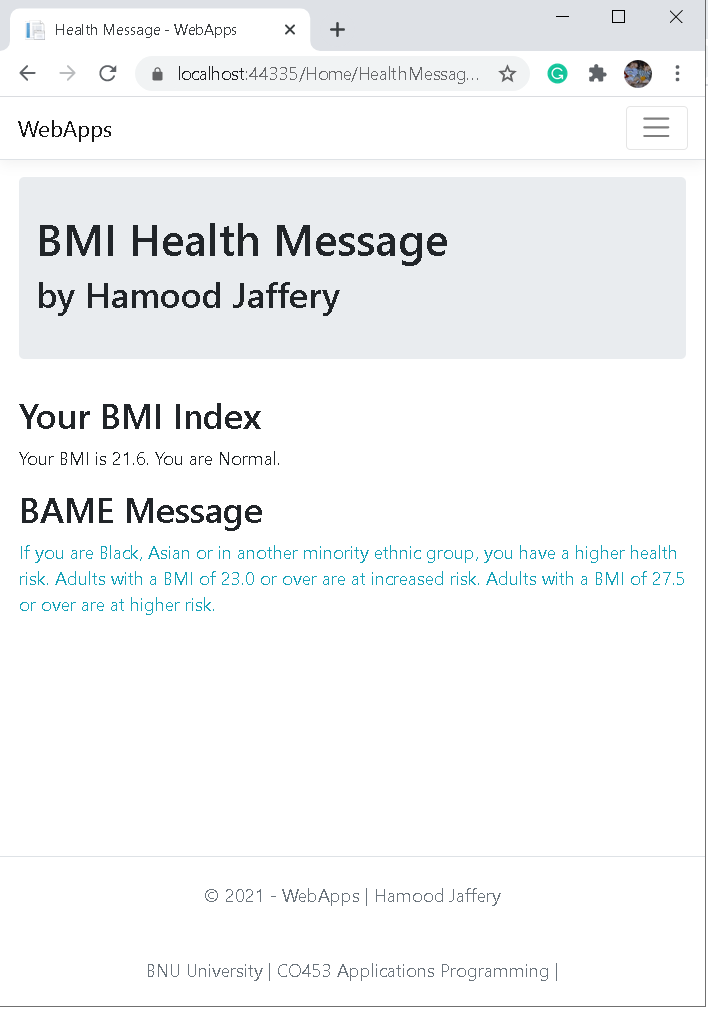 Health Message - WebApps
localhost:44335/Home/HealthMessag...
WebApps
BMI Health Message
by Hamood Jaffery
Your BMI Index
Your BMI is 21.6. You are Normal.
BAME Message
If you are Black, Asian or in another minority ethnic group, you have a higher health
risk. Adults with a BMI of 23.0 or over are at increased risk. Adults with a BMI of 27.5
or over are at higher risk.
© 2021 - WebApps | Hamood Jaffery
BNU University | CO453 Applications Programming |